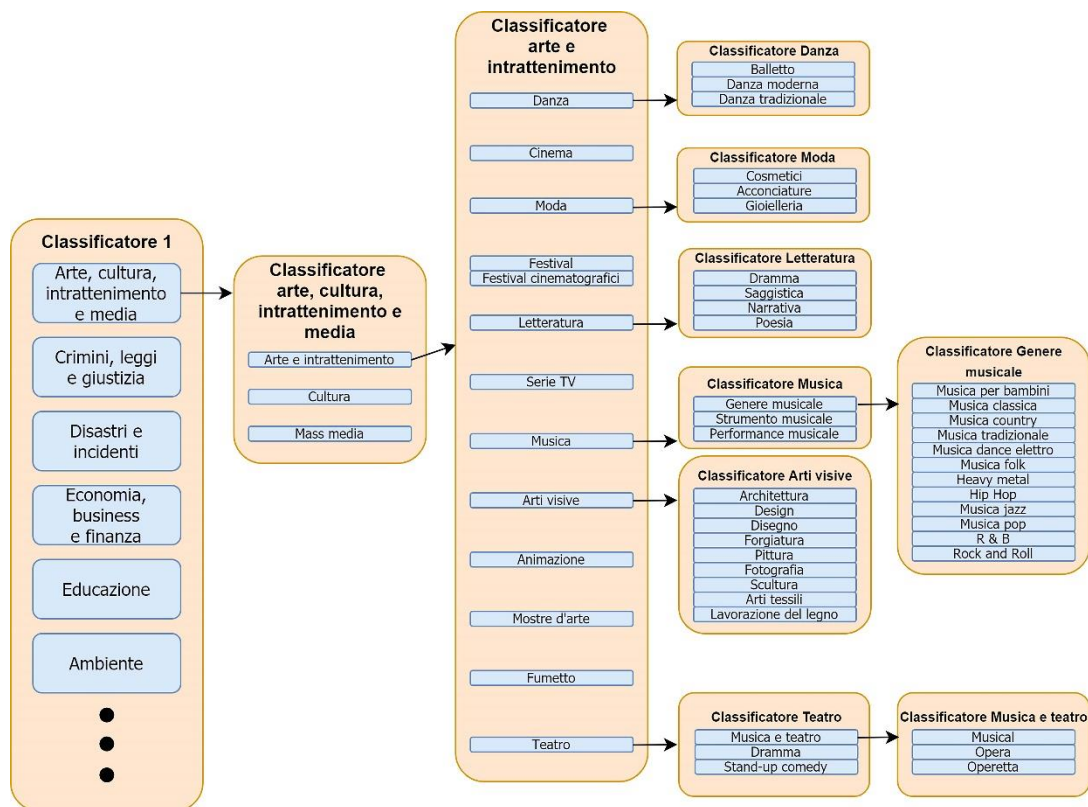 Classificatore 1
Arte, cultura,
intrattenimento
e media
Crimini, leggi
e giustizia
Disastri e
incidenti
Economia,
business
e finanza
Educazione
Ambiente
Classificatore
arte, cultura,
intrattenimento e
media
Arte e intrattenimento
Cultura
Mass media
Classificatore
arte e
intrattenimento
Danza
Cinema
Moda
Festival
Festival cinematografici
Letteratura
Serie TV
Musica
Arti visive
Animazione
Mostre d'arte
Fumetto
Teatro
Classificatore Danza
Balletto
Danza moderna
Danza tradizionale
Classificatore Moda
Cosmetici
Acconciature
Gioielleria
Classificatore Letteratura
Dramma
Saggistica
Narrativa
Poesia
Classificatore Musica
Genere musicale
Strumento musicale
Performance musicale
Classificatore Arti visive
Architettura
Design
Disegno
Forgiatura
Pittura
Fotografia
Scultura
Arti tessili
Lavorazione del legno
Classificatore Teatro
Musica e teatro
Dramma
Stand-up comedy
Classificatore Genere
musicale
Musica per bambini
Musica classica
Musica country
Musica tradizionale
Musica dance elettro
Musica folk
Heavy metal
Hip Hop
Musica jazz
Musica pop
R & B
Rock and Roll
Classificatore Musica e teatro
Musical
Opera
Operetta